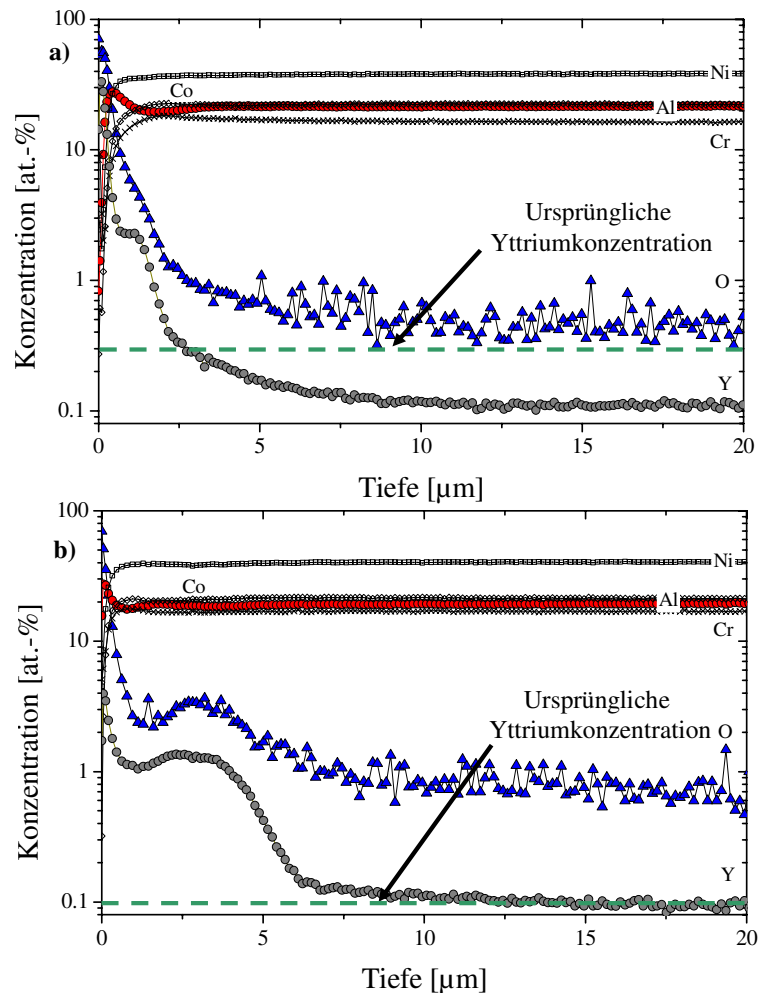 a)
100
10
1
0.1
Konzentration [at.-%]
Ni
Co
Al
Cr
Ursprüngliche
Yttriumkonzentration
O
Y
0
5
10
15
20
Tiefe [µm]
b)
100
10
1
0.1
Konzentration [at.-%]
Ni
Co
Al
Cr
Ursprüngliche
Yttriumkonzentration
O
Y
0
5
10
15
20
Tiefe [µm]